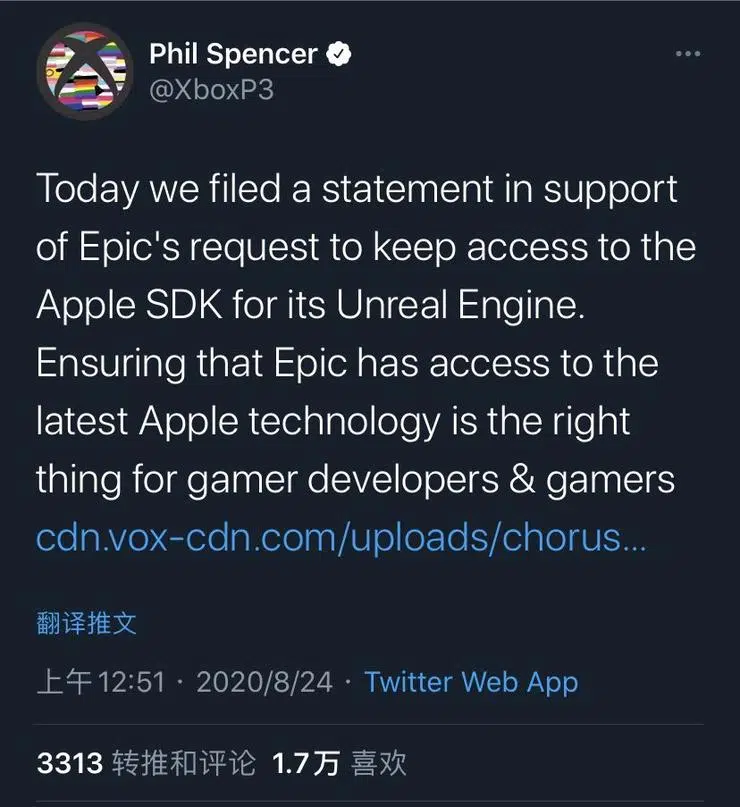 Phil Spencer
@XboxP3
Today we filed a statement in support
of Epic's request to keep access to the
Apple SDK for its Unreal Engine.
Ensuring that Epic has access to the
latest Apple technology is the right
thing for gamer developers & gamers
cdn.vox-cdn.com/uploads/chorus...
翻译推文
上午 12:51 · 2020/8/24 · Twitter Web App
3313 转推和评论 1.7万 喜欢